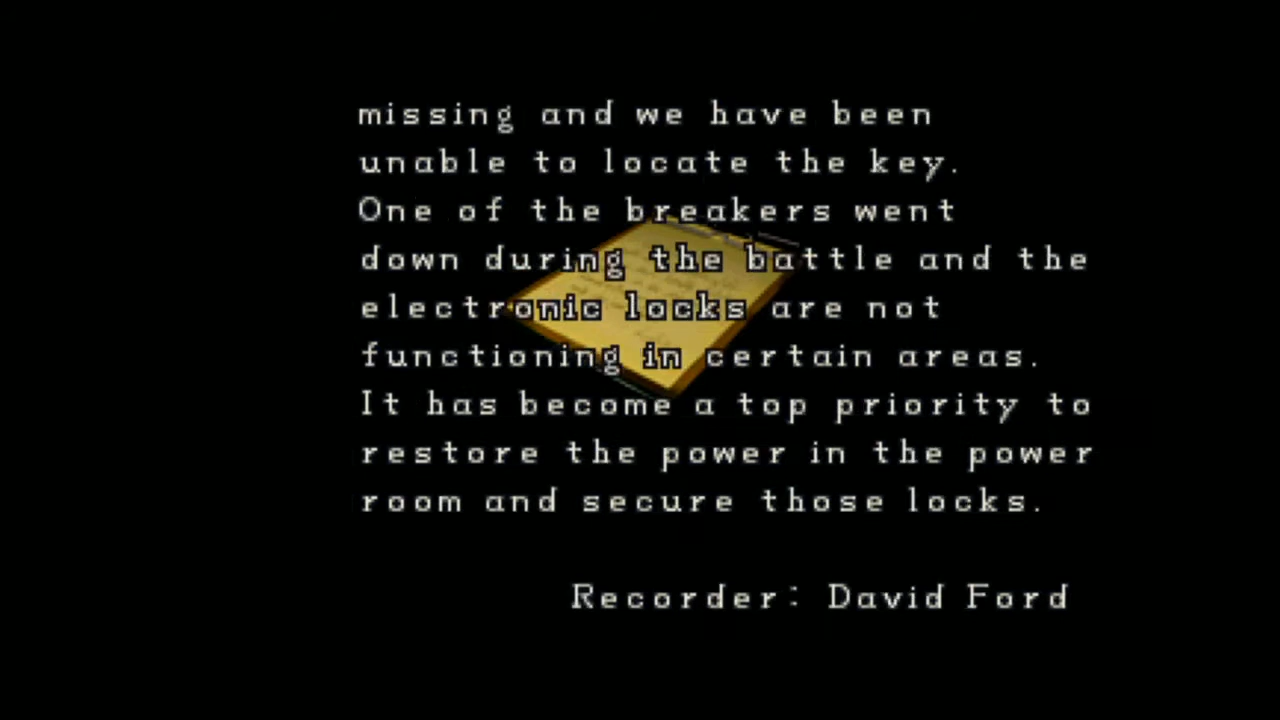 missing and we have been
unable to locate the key.
One of the breakers went
down during the battle and the
electronic locks are not
functioning in certain areas.
It has become a top priority to
restore the power in the power
room and secure those locks.
Recorder: David Ford